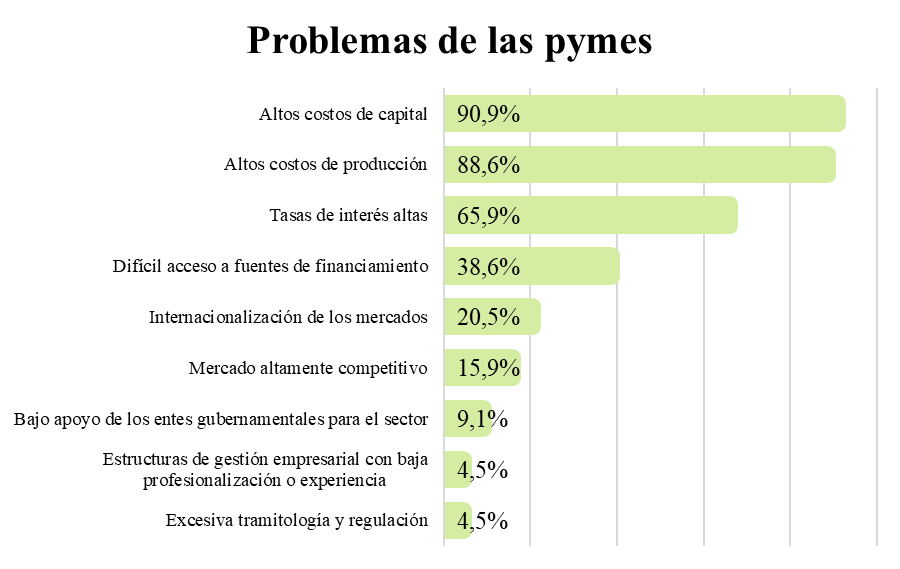 Problemas de las pymes
Altos costos de capital
90,9%
Altos costos de producción
88,6%
Tasas de interés altas
65,9%
Difícil acceso a fuentes de financiamiento
38,6%
Internacionalización de los mercados
20,5%
Mercado altamente competitivo
15,9%
Bajo apoyo de los entes gubernamentales para el sector
9,1%
Estructuras de gestión empresarial con baja
profesionalización o experiencia
4,5%
Excesiva tramitología y regulación
4,5%